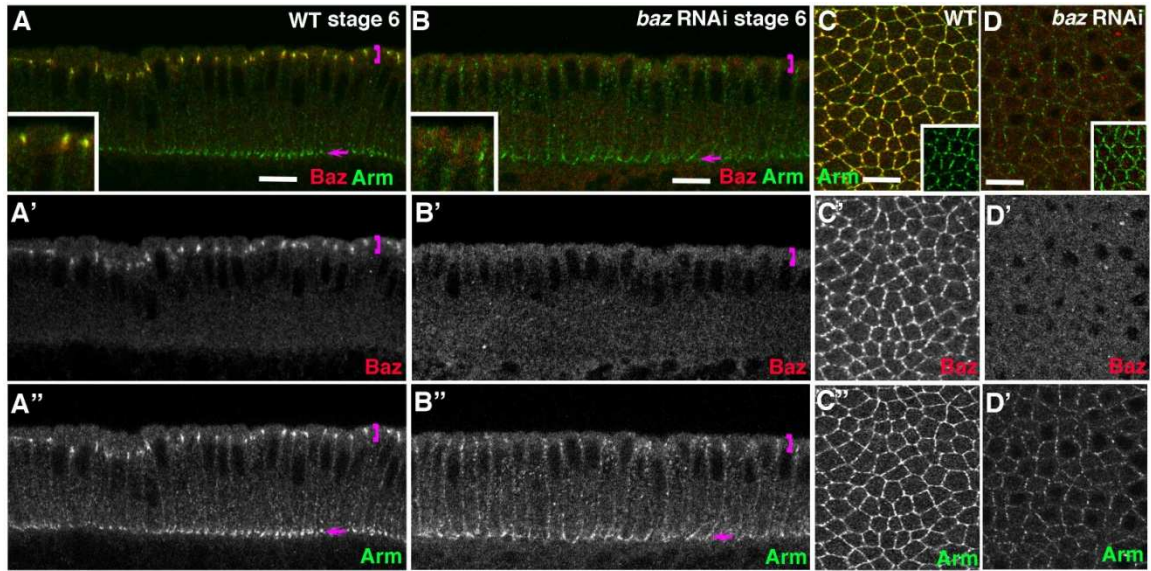 A WT stage 6
B baz RNAi stage 6
C WT
D baz RNAi
Baz Arm
Baz Arm
Arm
A'
B'
C'
D'
Baz
Baz
Baz
Baz
A"
B"
C"
D'
Arm
Arm
Arm
Arm